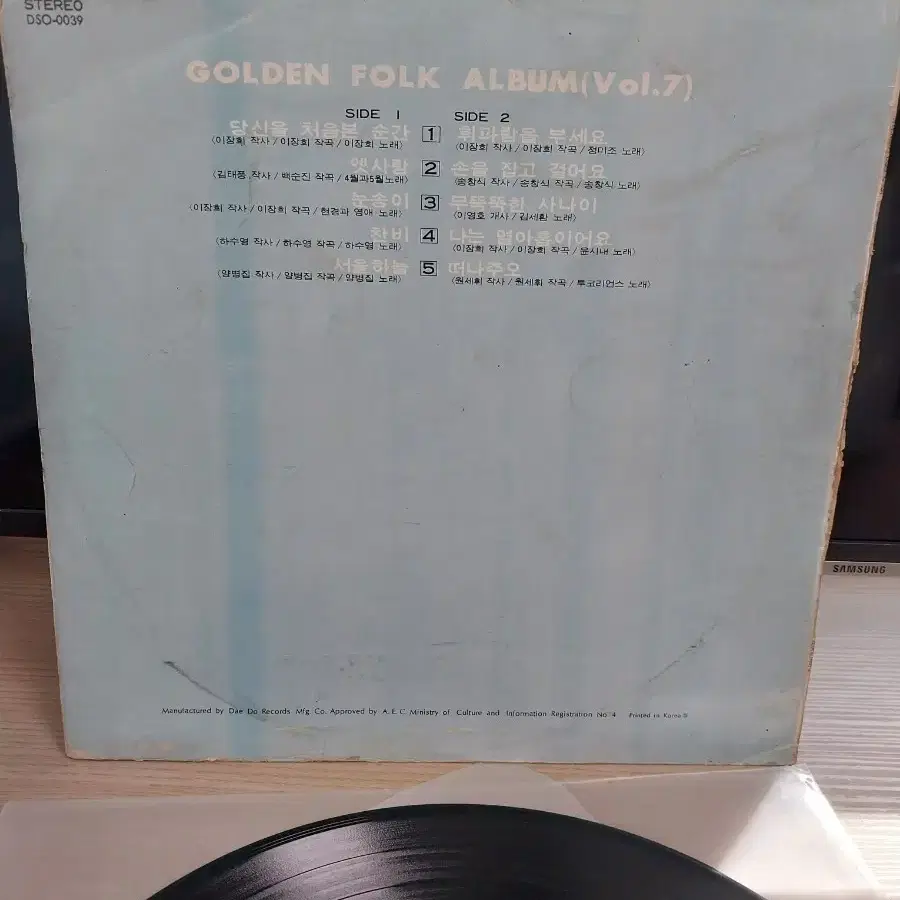 STEREO
DSO-0039
GOLDEN FOLK ALBUM(Vol.7)
SIDE 1 SIDE 2
당신을 처음본 순간 1 휘파람을 부세요
(이장희 작사/이장희 작곡/이장희 노래) (이장희 작사/이장희 작곡/정미조 노래)
옛사랑 2 손을 잡고 걸어요
(김태풍 작사/백순진 작곡/4월과5월노래) (송창식 작사/송창식 작곡/송창식 노래)
눈송이 3 무뚝뚝한 사나이
(이장희 작사/이장희 작곡/현경과 영애 노래) (이영호 개사/김세환 노래)
찬비 4 나는 열아홉이어요
(하수영 작사/하수영 작곡/하수영 노래) (이장희 작사/이장희 작곡/윤시내 노래)
서울하늘 5 떠나주오
(양병집 작사/양병집 작곡/양병집 노래) (원세휘 작사/원세휘 작곡/투코리언스 노래)
SAMSUNG
Manufactured by Dae Do Records Mfg. Co. Approved by A.E.C Ministry of Culture and Information Registration No 4 Printed in Korea ®